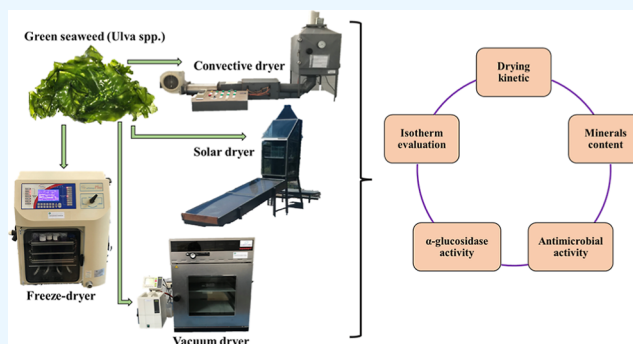 Green seaweed (Ulva spp.)
Convective dryer
Solar dryer
Freeze-dryer
Vacuum dryer
Drying
kinetic
Isotherm
evaluation
Minerals
content
α-glucosidase
activity
Antimicrobial
activity